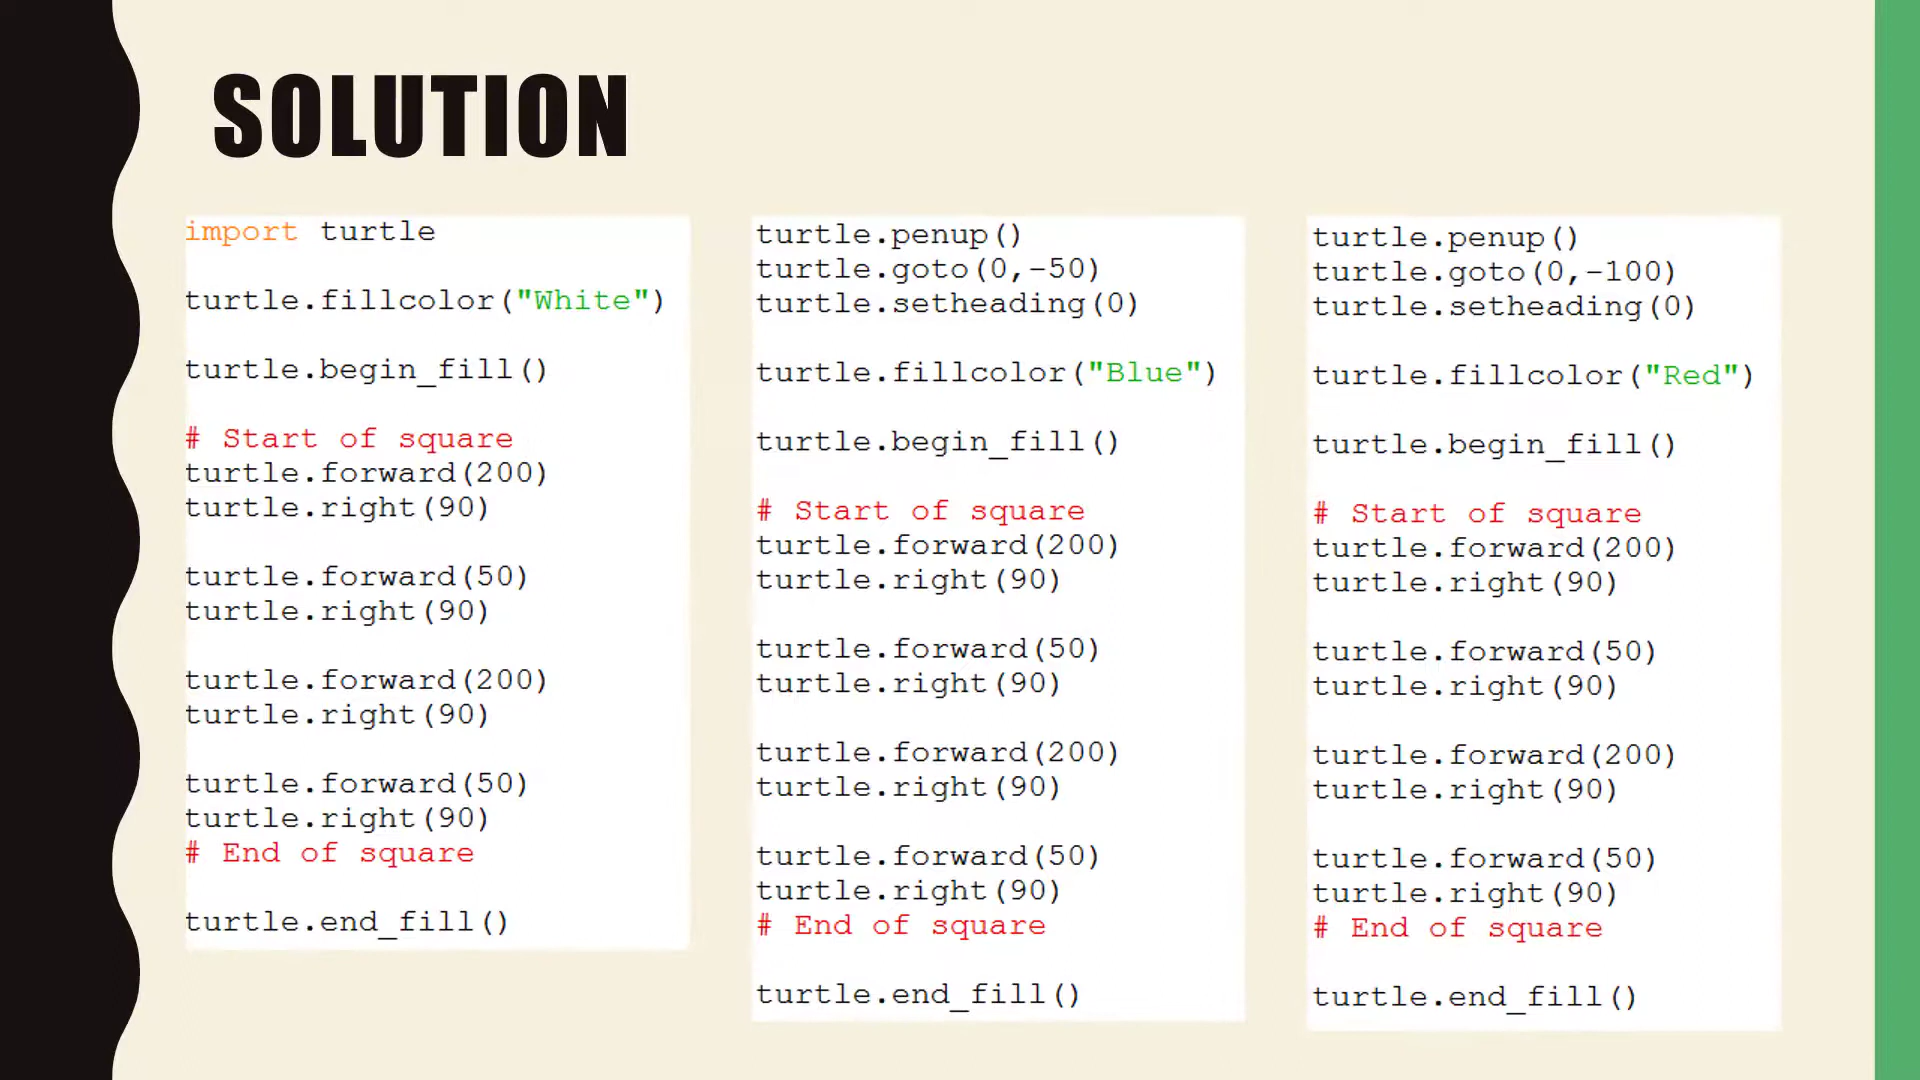 SOLUTION
import turtle
turtle.fillcolor("White")
turtle.begin_fill()
# Start of square
turtle.forward(200)
turtle.right(90)
turtle.forward(50)
turtle.right(90)
turtle.forward(200)
turtle.right(90)
turtle.forward(50)
turtle.right(90)
# End of square
turtle.end_fill()
turtle.penup()
turtle.goto(0,-50)
turtle.setheading(0)
turtle.fillcolor("Blue")
turtle.begin_fill()
# Start of square
turtle.forward(200)
turtle.right(90)
turtle.forward(50)
turtle.right(90)
turtle.forward(200)
turtle.right(90)
turtle.forward(50)
turtle.right(90)
# End of square
turtle.end_fill()
turtle.penup()
turtle.goto(0,-100)
turtle.setheading(0)
turtle.fillcolor("Red")
turtle.begin_fill()
# Start of square
turtle.forward(200)
turtle.right(90)
turtle.forward(50)
turtle.right(90)
turtle.forward(200)
turtle.right(90)
turtle.forward(50)
turtle.right(90)
# End of square
turtle.end_fill()